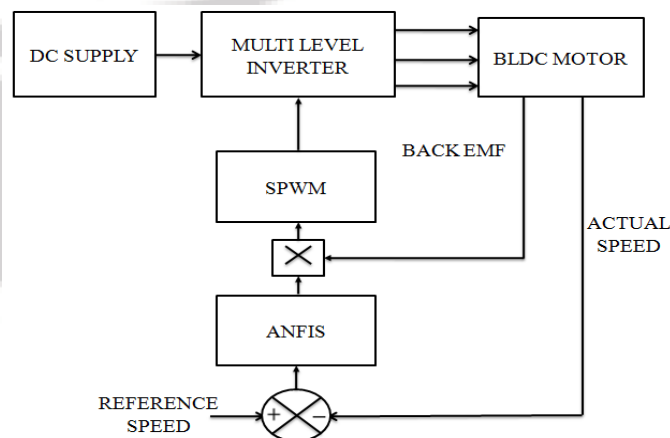 DC SUPPLY
MULTI LEVEL
INVERTER
BLDC MOTOR
BACK EMF
SPWM
ACTUAL
SPEED
ANFIS
REFERENCE
SPEED
+
−